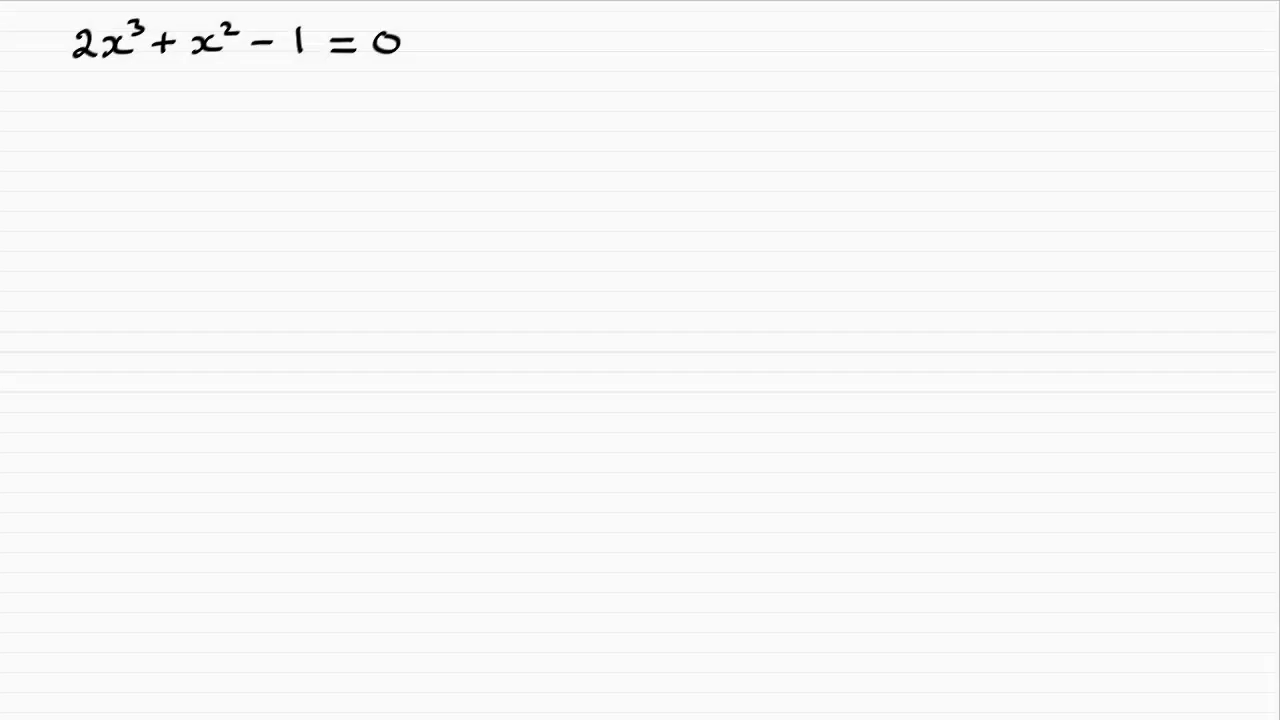 2x³ + x² - 1 = 0